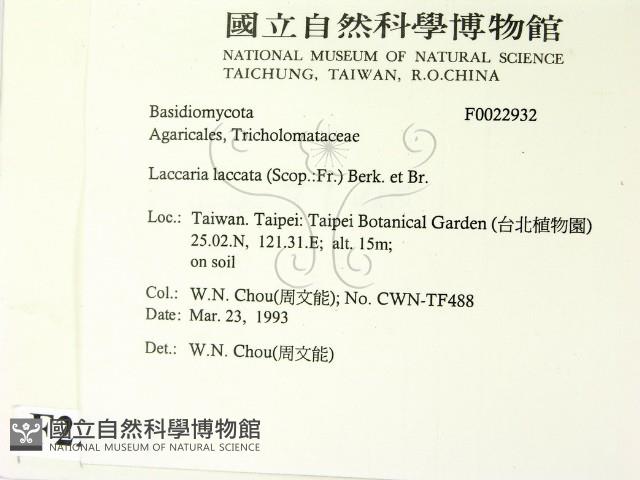 國立自然科學博物館
NATIONAL MUSEUM OF NATURAL SCIENCE
TAICHUNG, TAIWAN, R.O.CHINA
Basidiomycota F0022932
Agaricales, Tricholomataceae
Laccaria laccata (Scop.:Fr.) Berk. et Br.
Loc.: Taiwan. Taipei: Taipei Botanical Garden (台北植物園)
25.02.N, 121.31.E; alt. 15m;
on soil
Col.: W.N. Chou(周文能); No. CWN-TF488
Date: Mar. 23, 1993
Det.: W.N. Chou(周文能)
國立自然科學博物館
NATIONAL MUSEUM OF NATURAL SCIENCE